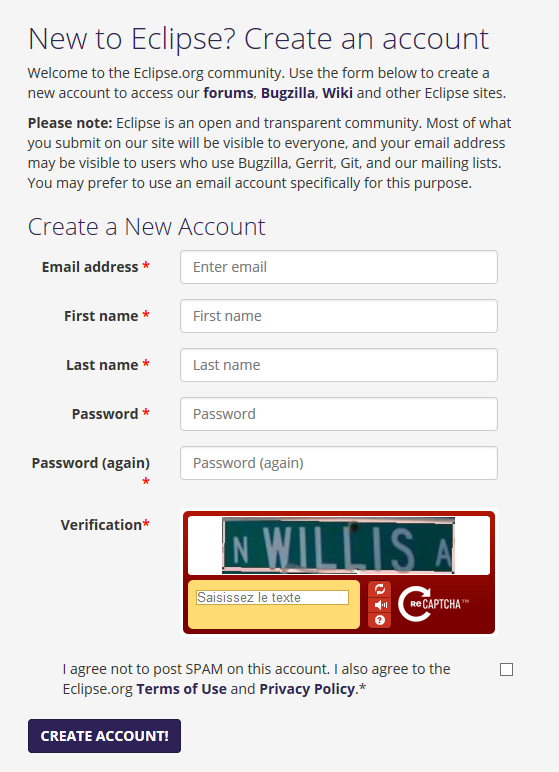 New to Eclipse? Create an account
Welcome to the Eclipse.org community. Use the form below to create a
new account to access our forums, Bugzilla, Wiki and other Eclipse sites.
Please note: Eclipse is an open and transparent community. Most of what
you submit on our site will be visible to everyone, and your email address
may be visible to users who use Bugzilla, Gerrit, Git, and our mailing lists.
You may prefer to use an email account specifically for this purpose.
Create a New Account
Email address *
Enter email
First name *
First name
Last name *
Last name
Password *
Password
Password (again)
*
Password (again)
Verification*
N WILLIS A
Saisissez le texte
reCAPTCHA™
I agree not to post SPAM on this account. I also agree to the
Eclipse.org Terms of Use and Privacy Policy.*
CREATE ACCOUNT!